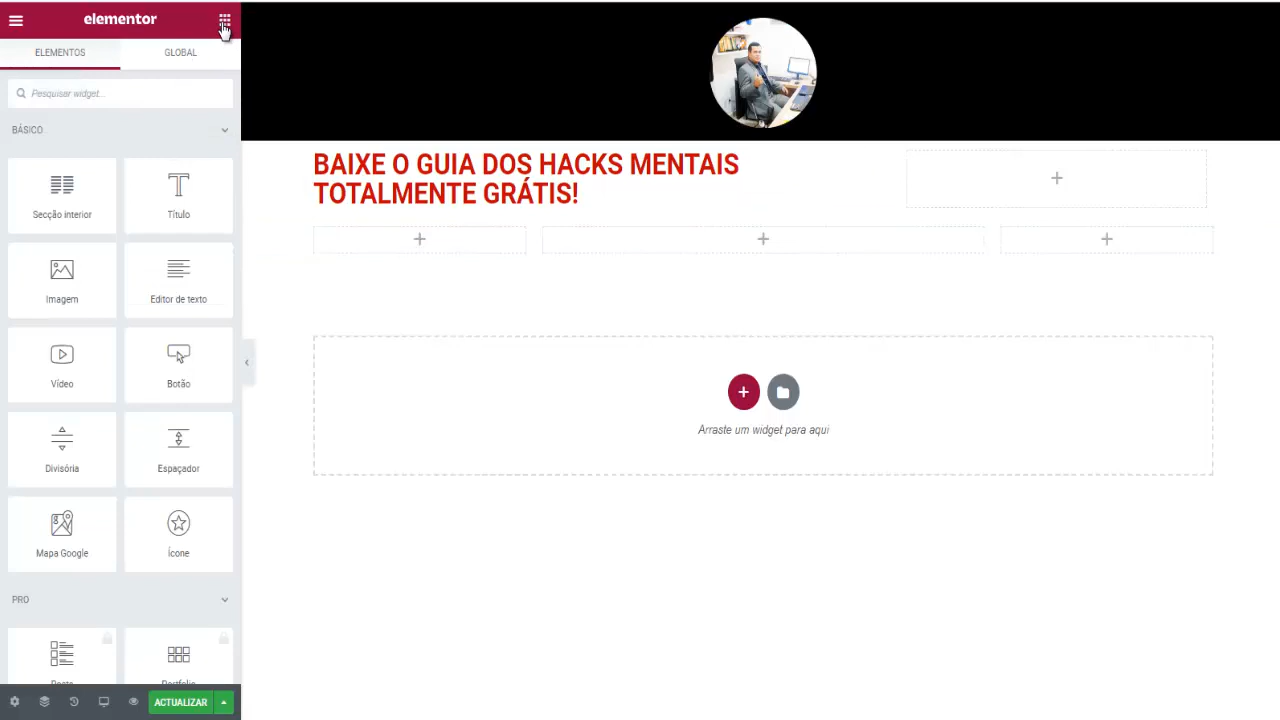 elementor
ELEMENTOS
GLOBAL
Pesquisar widget...
BÁSICO
Secção interior
Título
Imagem
Editor de texto
Vídeo
Botão
Divisória
Espaçador
Mapa Google
Ícone
PRO
ACTUALIZAR
BAIXE O GUIA DOS HACKS MENTAIS
TOTALMENTE GRÁTIS!
Arraste um widget para aqui